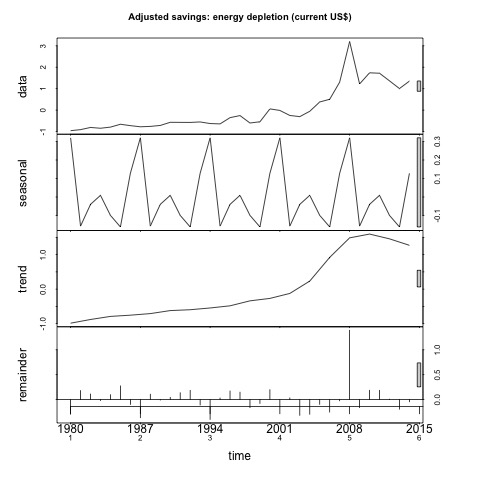 Adjusted savings: energy depletion (current US$)
data
-1 0 1 2 3
seasonal
-0.1 0.1 0.2 0.3
trend
-1.0 0.0 1.0
remainder
0.0 0.5 1.0
1980 1987 1994 2001 2008 2015
1 2 3 4 5 6
time